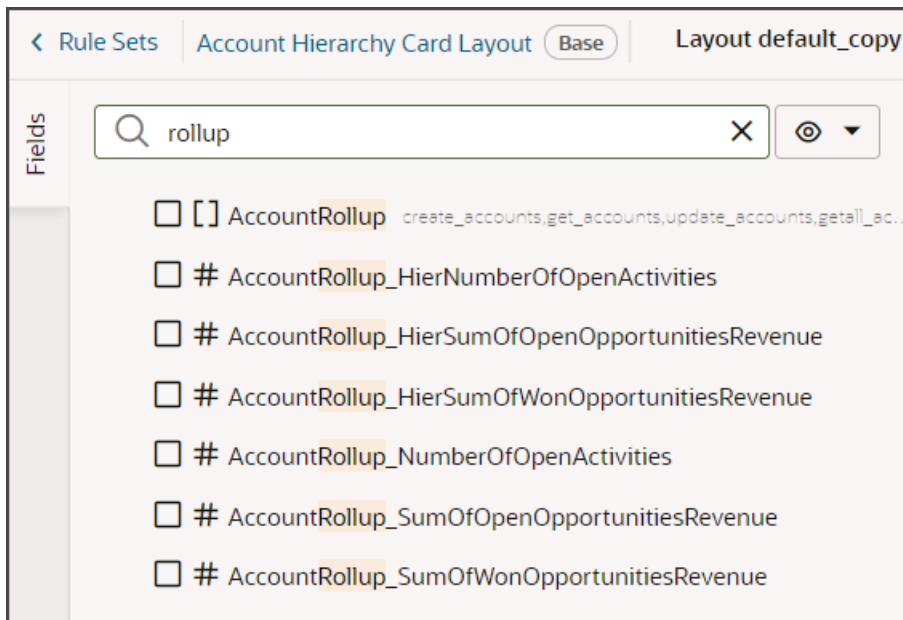 Rule Sets Account Hierarchy Card Layout Base Layout default_copy
Fields
rollup
[] AccountRollup create_accounts,get_accounts,update_accounts,getall_ac...
# AccountRollup_HierNumberOfOpenActivities
# AccountRollup_HierSumOfOpenOpportunitiesRevenue
# AccountRollup_HierSumOfWonOpportunitiesRevenue
# AccountRollup_NumberOfOpenActivities
# AccountRollup_SumOfOpenOpportunitiesRevenue
# AccountRollup_SumOfWonOpportunitiesRevenue